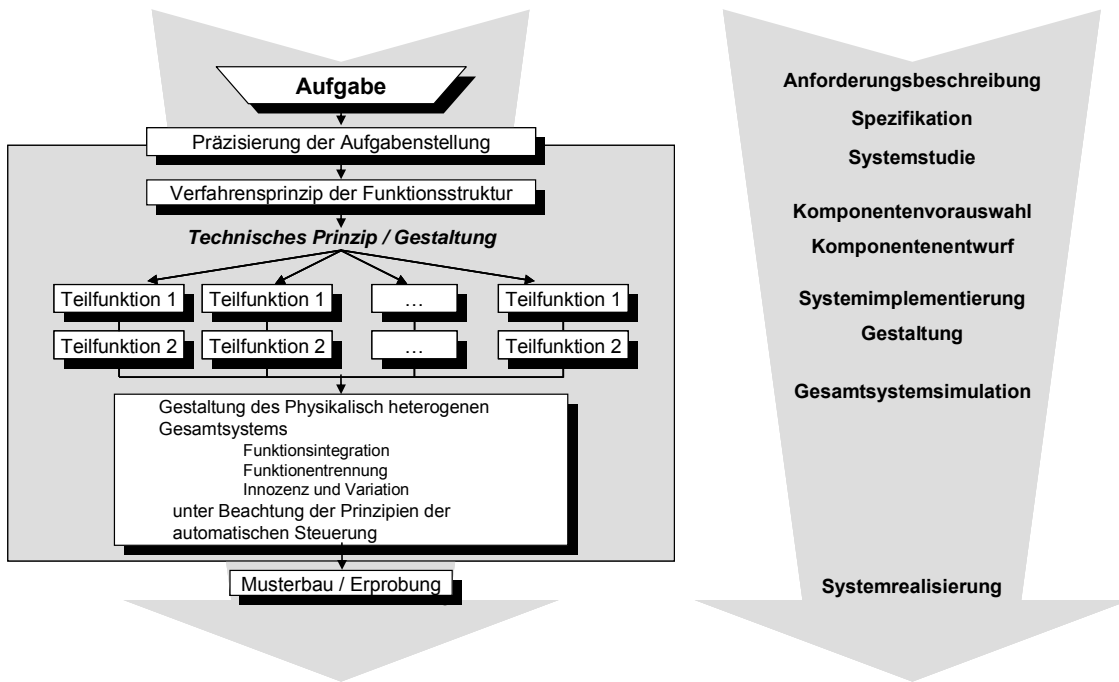 Aufgabe
Präzisierung der Aufgabenstellung
Verfahrensprinzip der Funktionsstruktur
Technisches Prinzip / Gestaltung
Teilfunktion 1
Teilfunktion 1
...
Teilfunktion 1
Teilfunktion 2
Teilfunktion 2
...
Teilfunktion 2
Gestaltung des Physikalisch heterogenen
Gesamtsystems
Funktionsintegration
Funktionentrennung
Innozenz und Variation
unter Beachtung der Prinzipien der
automatischen Steuerung
Musterbau / Erprobung
Anforderungsbeschreibung
Spezifikation
Systemstudie
Komponentenvorauswahl
Komponentenentwurf
Systemimplementierung
Gestaltung
Gesamtsystemsimulation
Systemrealisierung